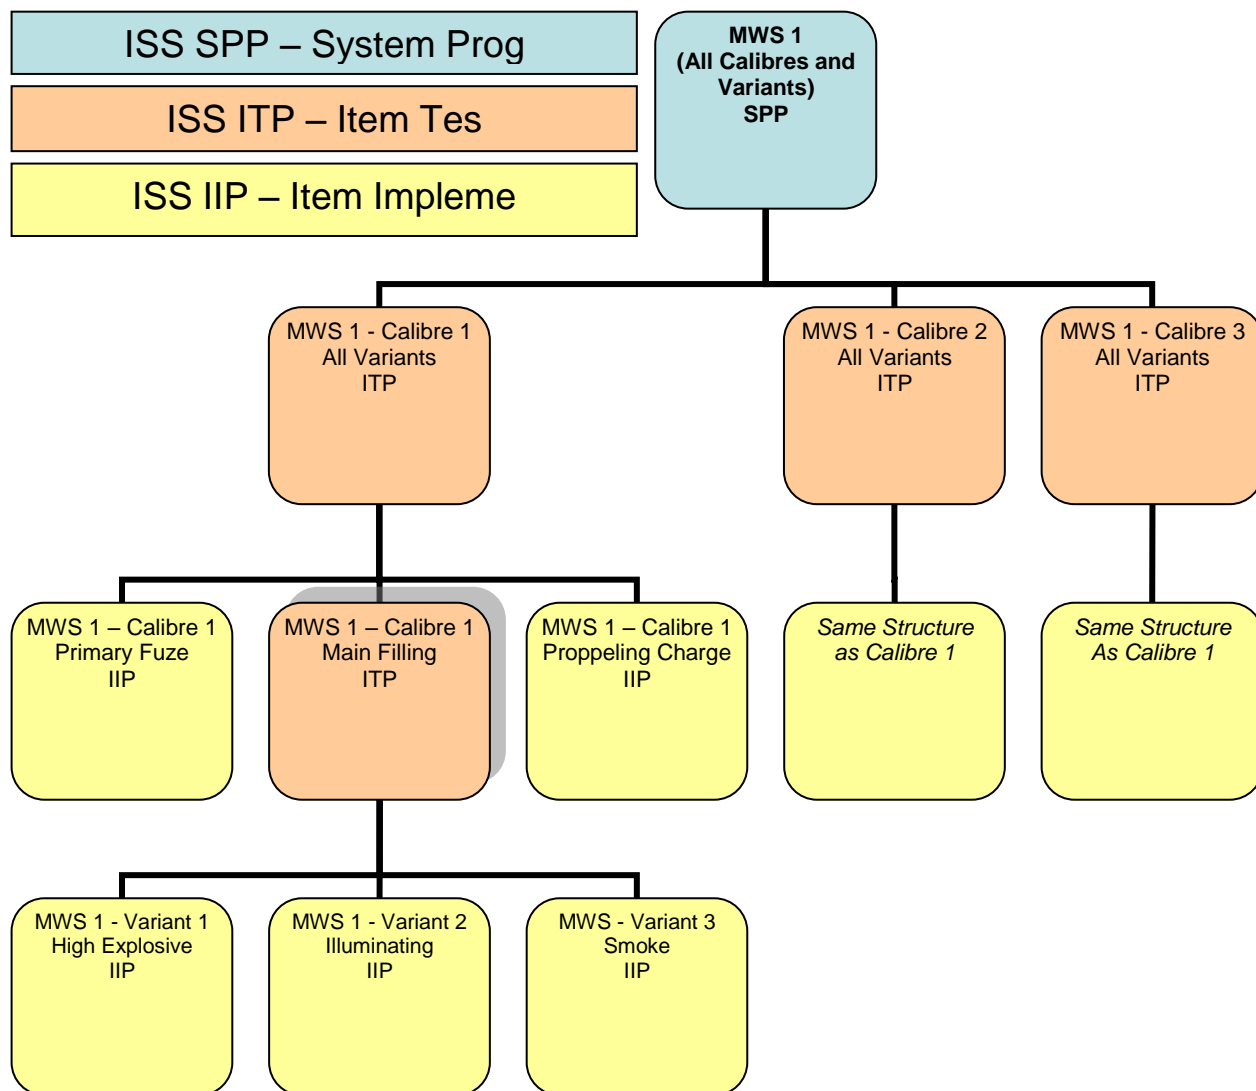 ISS SPP – System Prog
ISS ITP – Item Tes
ISS IIP – Item Impleme
MWS 1
(All Calibres and
Variants)
SPP
MWS 1 - Calibre 1
All Variants
ITP
MWS 1 - Calibre 2
All Variants
ITP
MWS 1 - Calibre 3
All Variants
ITP
MWS 1 – Calibre 1
Primary Fuze
IIP
MWS 1 – Calibre 1
Main Filling
ITP
MWS 1 – Calibre 1
Proppeling Charge
IIP
Same Structure
as Calibre 1
Same Structure
As Calibre 1
MWS 1 - Variant 1
High Explosive
IIP
MWS 1 - Variant 2
Illuminating
IIP
MWS - Variant 3
Smoke
IIP